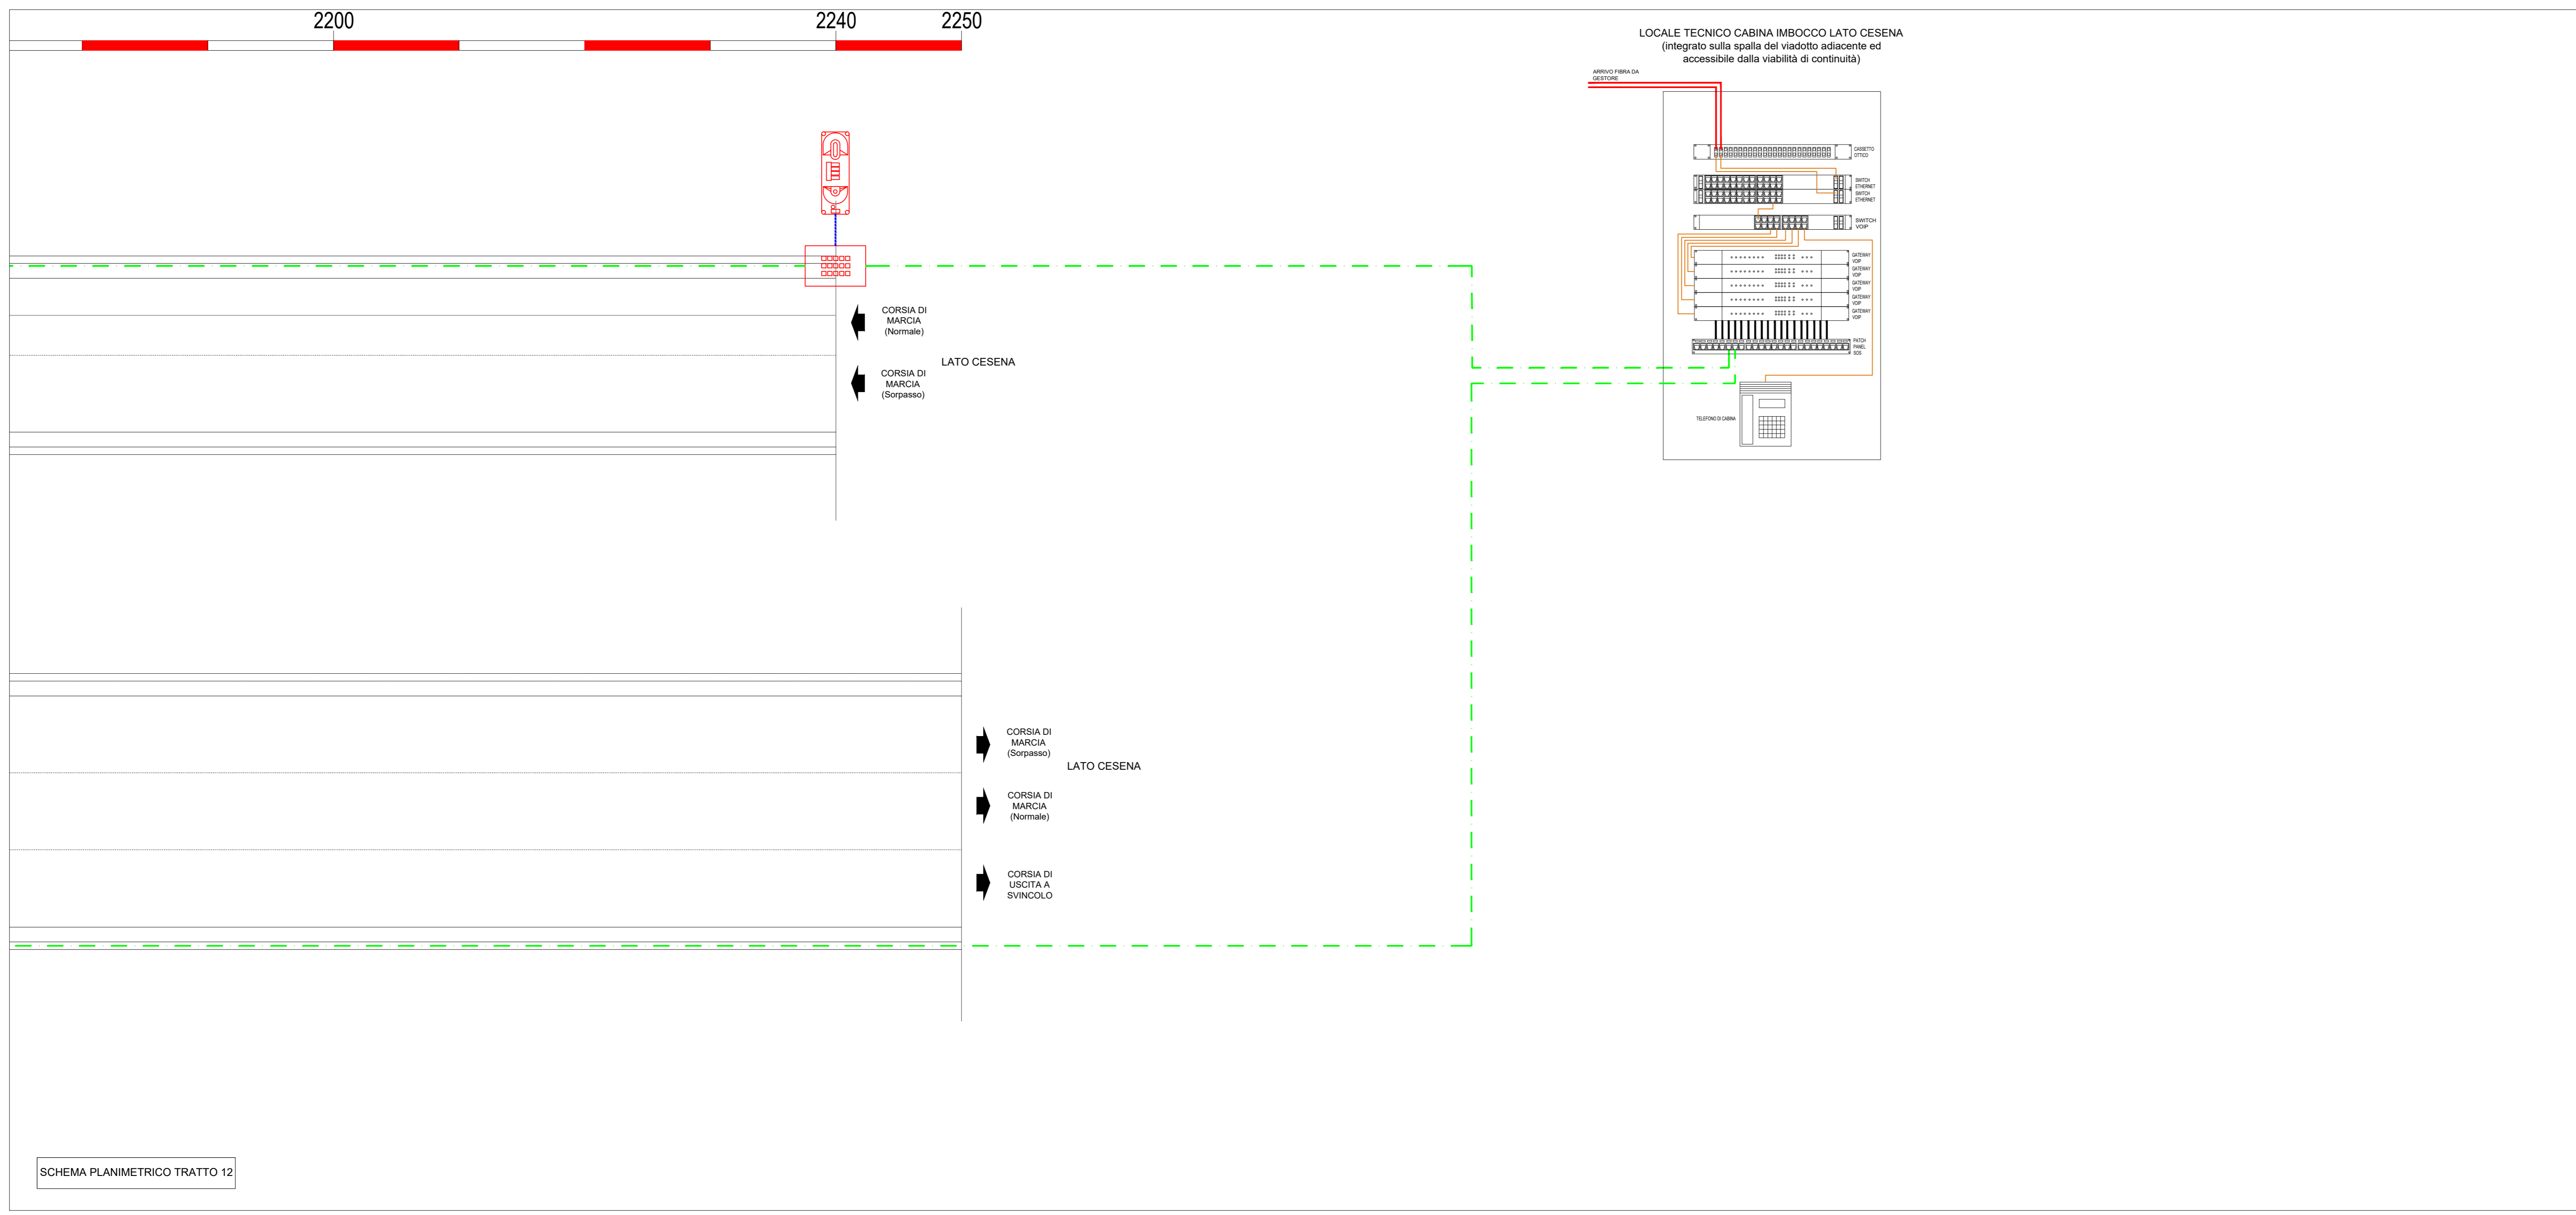 2200
2240
2250
LOCALE TECNICO CABINA IMBOCCO LATO CESENA
(integrato sulla spalla del viadotto adiacente ed
accessibile dalla viabilità di continuità)
ARRIVO FIBRA DA
GESTORE
CASSETTO
OTTICO
SWITCH
ETHERNET
SWITCH
ETHERNET
SWITCH
VOIP
GATEWAY
VOIP
GATEWAY
VOIP
GATEWAY
VOIP
GATEWAY
VOIP
GATEWAY
VOIP
PATCH
PANEL
SOS
TELEFONO DI CABINA
CORSIA DI
MARCIA
(Normale)
LATO CESENA
CORSIA DI
MARCIA
(Sorpasso)
CORSIA DI
MARCIA
(Sorpasso)
LATO CESENA
CORSIA DI
MARCIA
(Normale)
CORSIA DI
USCITA A
SVINCOLO
SCHEMA PLANIMETRICO TRATTO 12